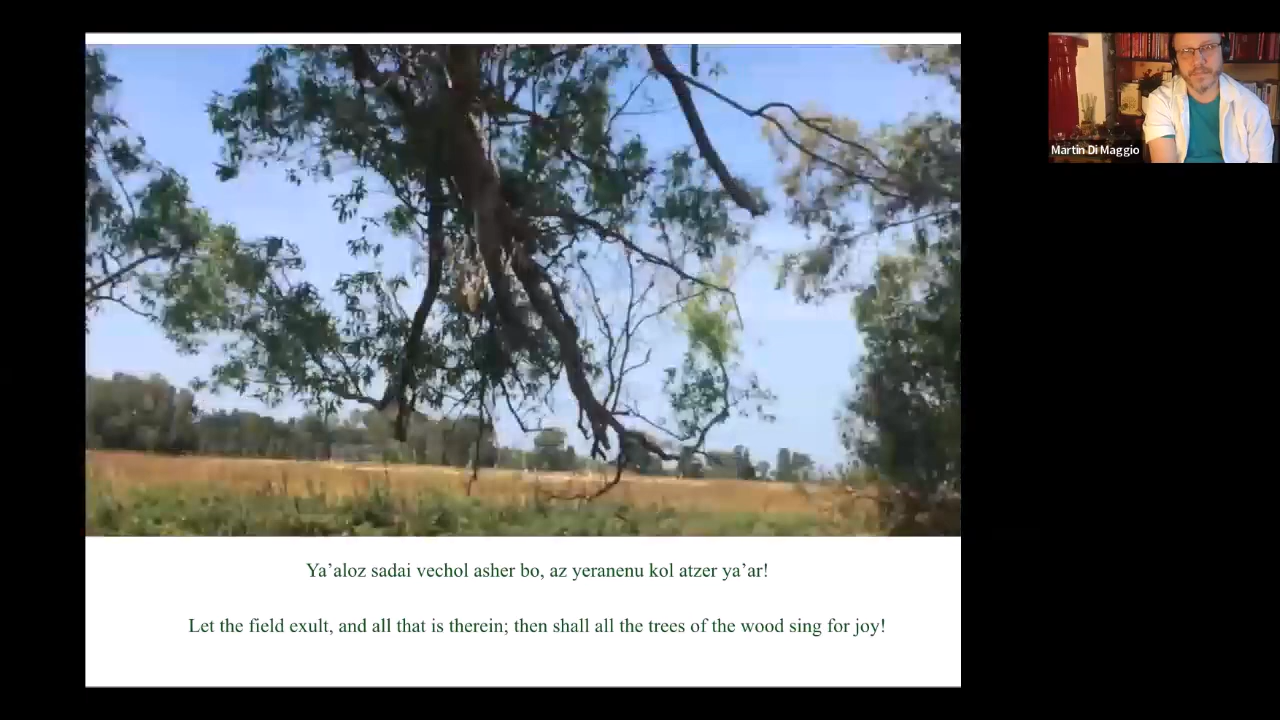 Martin Di Maggio
Ya’aloz sadai vechol asher bo, az yeranenu kol atzer ya’ar!
Let the field exult, and all that is therein; then shall all the trees of the wood sing for joy!